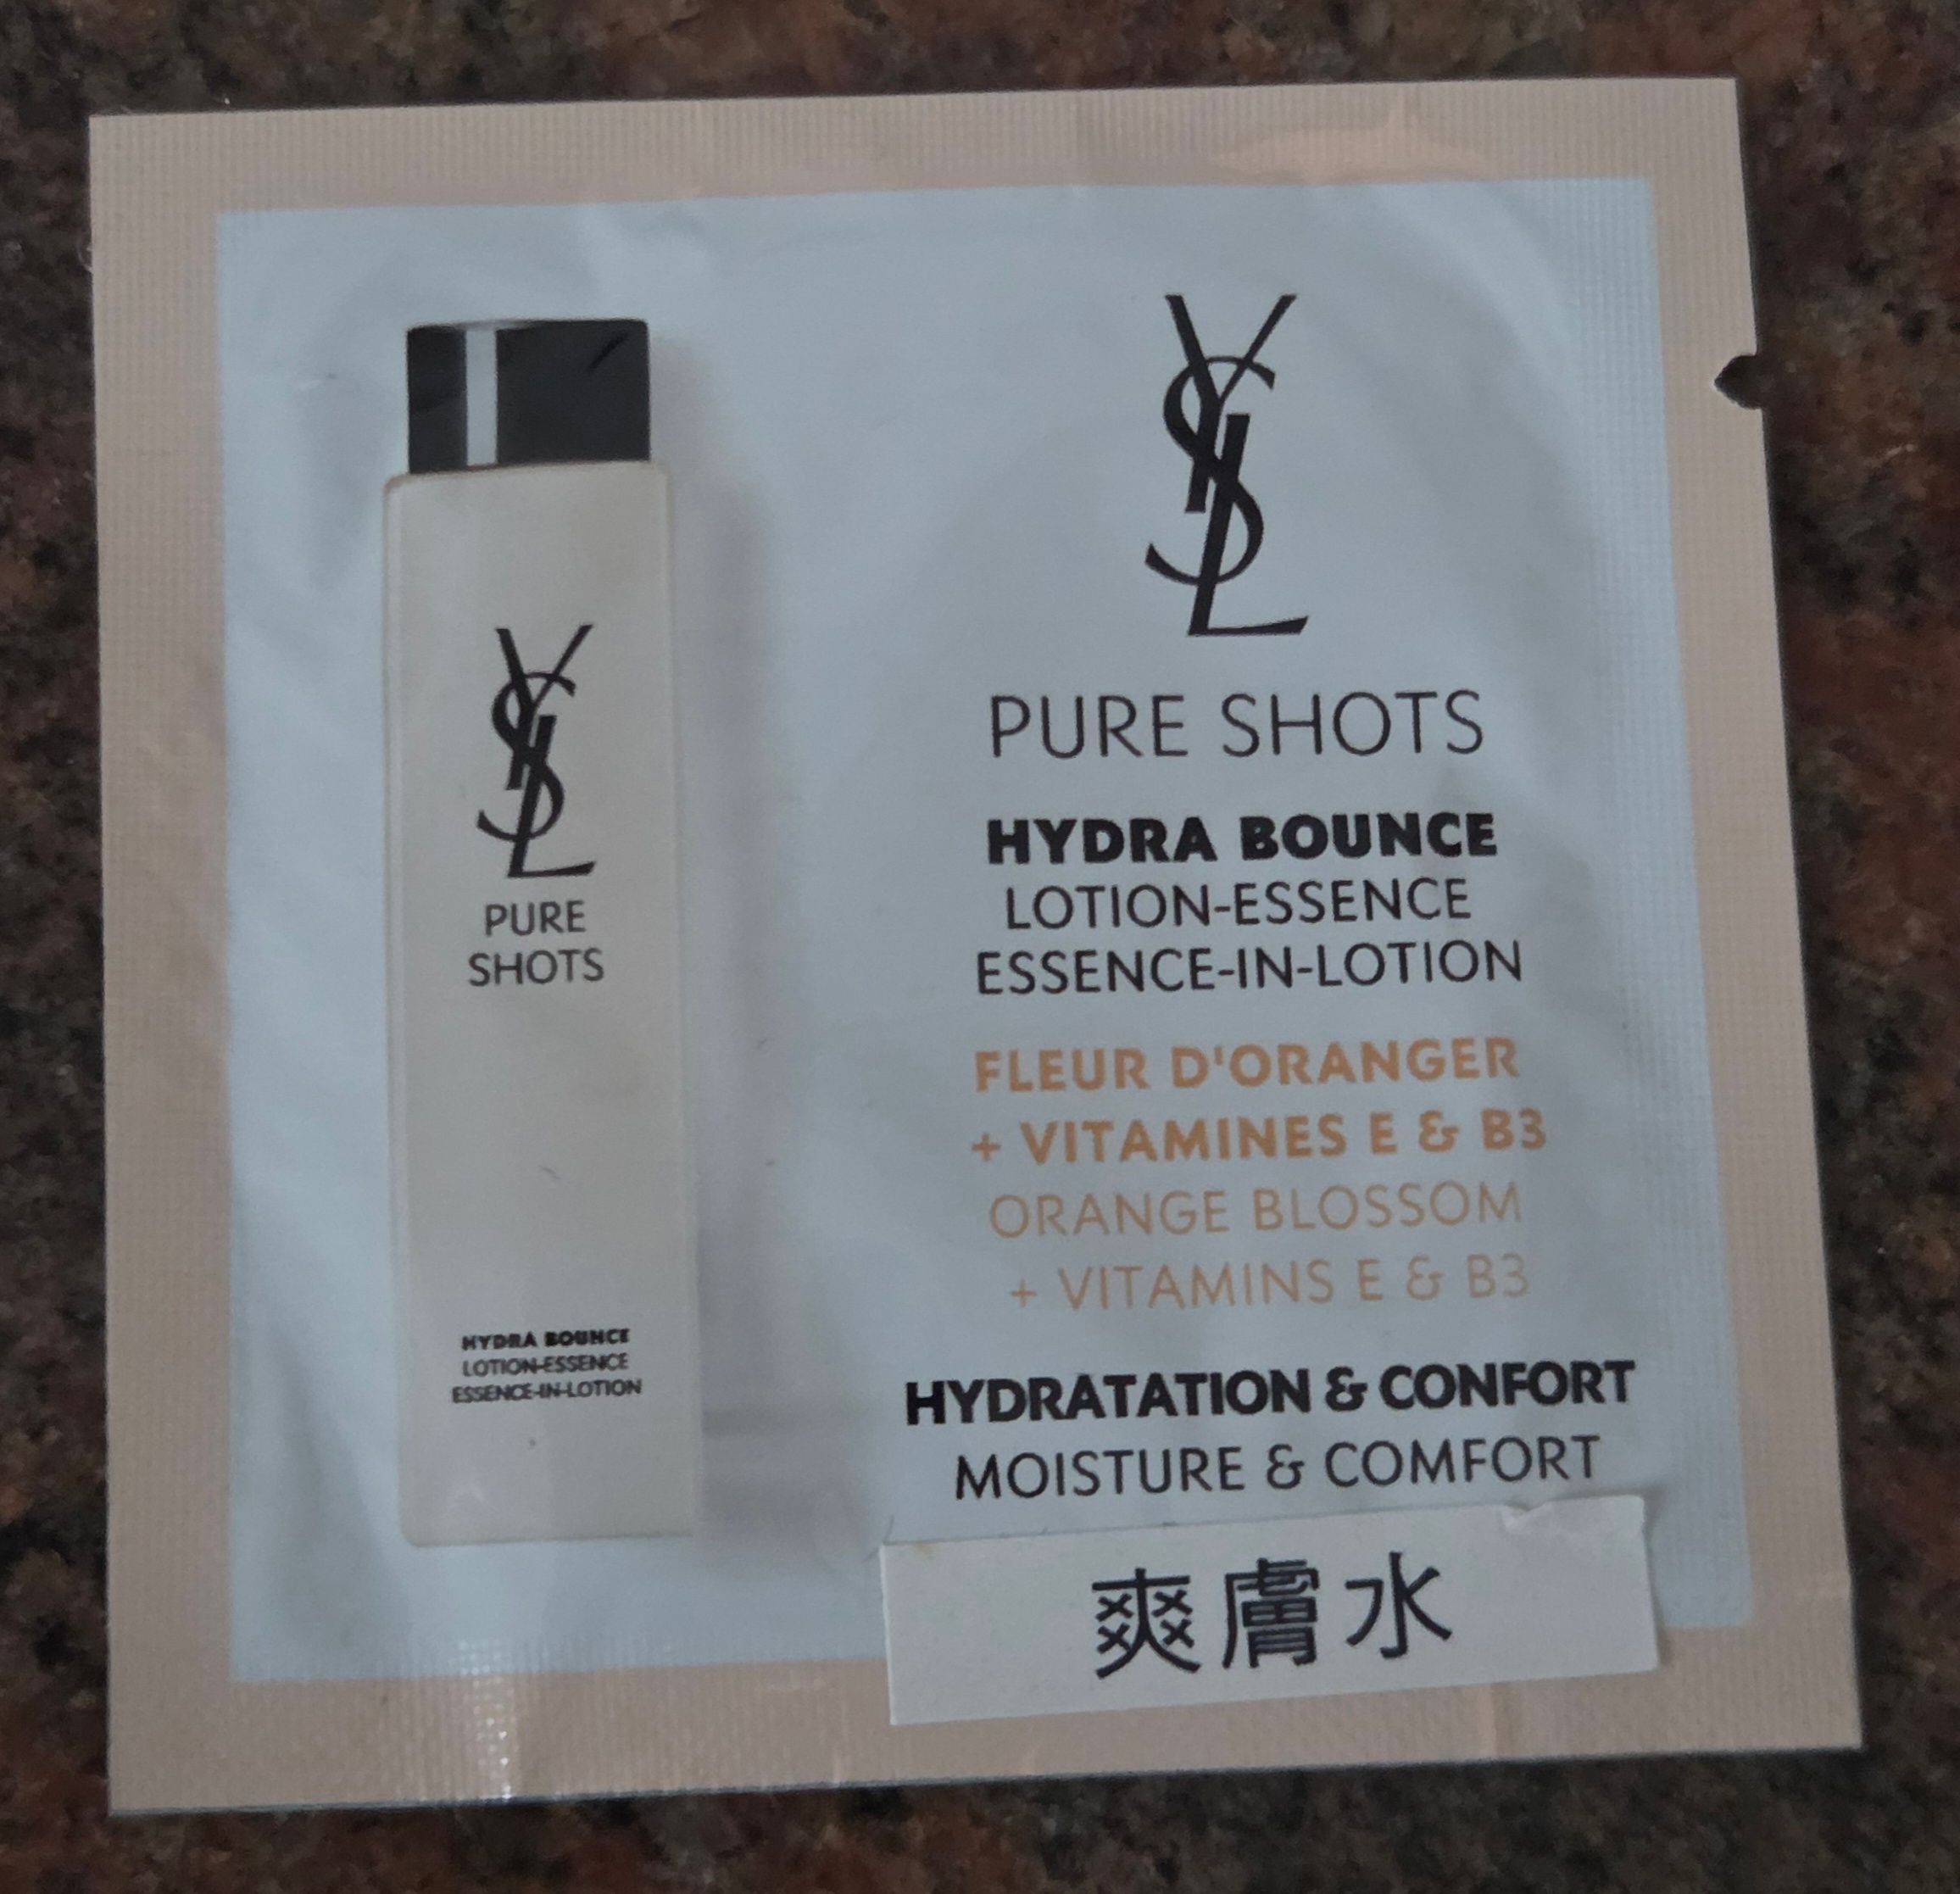 YSL
PURE
SHOTS
HYDRA BOUNCE
LOTION-ESSENCE
ESSENCE-IN-LOTION
YSL
PURE SHOTS
HYDRA BOUNCE
LOTION-ESSENCE
ESSENCE-IN-LOTION
FLEUR D'ORANGER
+ VITAMINES E & B3
ORANGE BLOSSOM
+ VITAMINS E & B3
HYDRATATION & CONFORT
MOISTURE & COMFORT
爽膚水